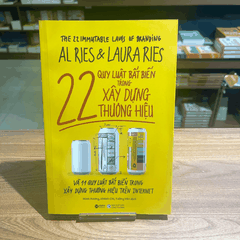 THE 22 IMMUTABLE LAWS OF BRANDING
AL RIES & LAURA RIES
22
QUY LUẬT BẤT BIẾN
TRONG
XÂY DỰNG
THƯƠNG HIỆU
VÀ 11 QUY LUẬT BẤT BIẾN TRONG
XÂY DỰNG THƯƠNG HIỆU TRÊN INTERNET